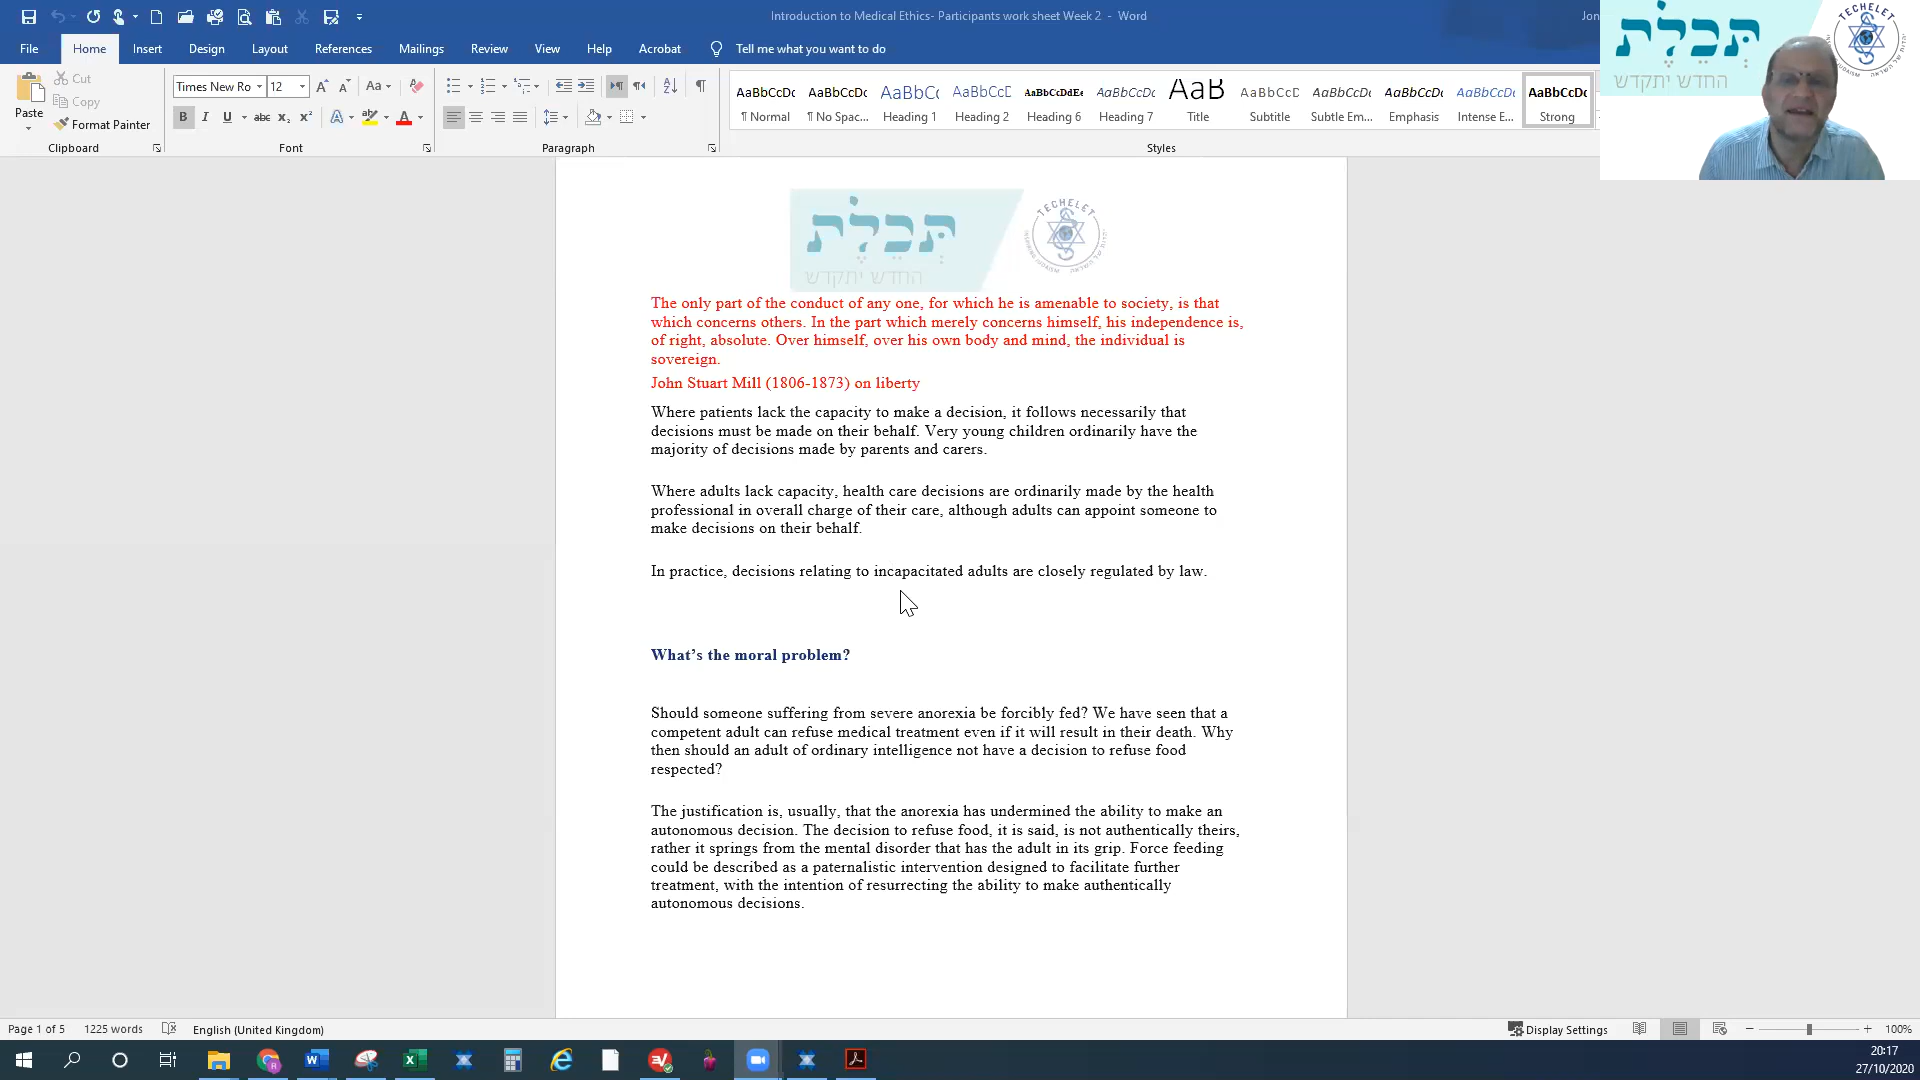 Introduction to Medical Ethics- Participants work sheet Week 2 - Word
Jon
File Home Insert Design Layout References Mailings Review View Help Acrobat Tell me what you want to do
Paste
Cut
Copy
Format Painter
Clipboard
Times New Ro 12
Font
Paragraph
AaBbCcDc AaBbCcDc AaBbC( AaBbCcD AaBbCcDdEe AaBbCcDc AaB AaBbCcD AaBbCcDc AaBbCcDc AaBbCcDc AaBbCcDc
¶ Normal ¶ No Spac... Heading 1 Heading 2 Heading 6 Heading 7 Title Subtitle Subtle Em... Emphasis Intense E... Strong
Styles
תְּכֵלֶת
החדש יתקדש
TECHELET
תְּכֵלֶת
החדש יתקדש
TECHELET
The only part of the conduct of any one, for which he is amenable to society, is that
which concerns others. In the part which merely concerns himself, his independence is,
of right, absolute. Over himself, over his own body and mind, the individual is
sovereign.
John Stuart Mill (1806-1873) on liberty
Where patients lack the capacity to make a decision, it follows necessarily that
decisions must be made on their behalf. Very young children ordinarily have the
majority of decisions made by parents and carers.
Where adults lack capacity, health care decisions are ordinarily made by the health
professional in overall charge of their care, although adults can appoint someone to
make decisions on their behalf.
In practice, decisions relating to incapacitated adults are closely regulated by law.
What’s the moral problem?
Should someone suffering from severe anorexia be forcibly fed? We have seen that a
competent adult can refuse medical treatment even if it will result in their death. Why
then should an adult of ordinary intelligence not have a decision to refuse food
respected?
The justification is, usually, that the anorexia has undermined the ability to make an
autonomous decision. The decision to refuse food, it is said, is not authentically theirs,
rather it springs from the mental disorder that has the adult in its grip. Force feeding
could be described as a paternalistic intervention designed to facilitate further
treatment, with the intention of resurrecting the ability to make authentically
autonomous decisions.
Page 1 of 5 1225 words English (United Kingdom) Display Settings 100%
20:17
27/10/2020